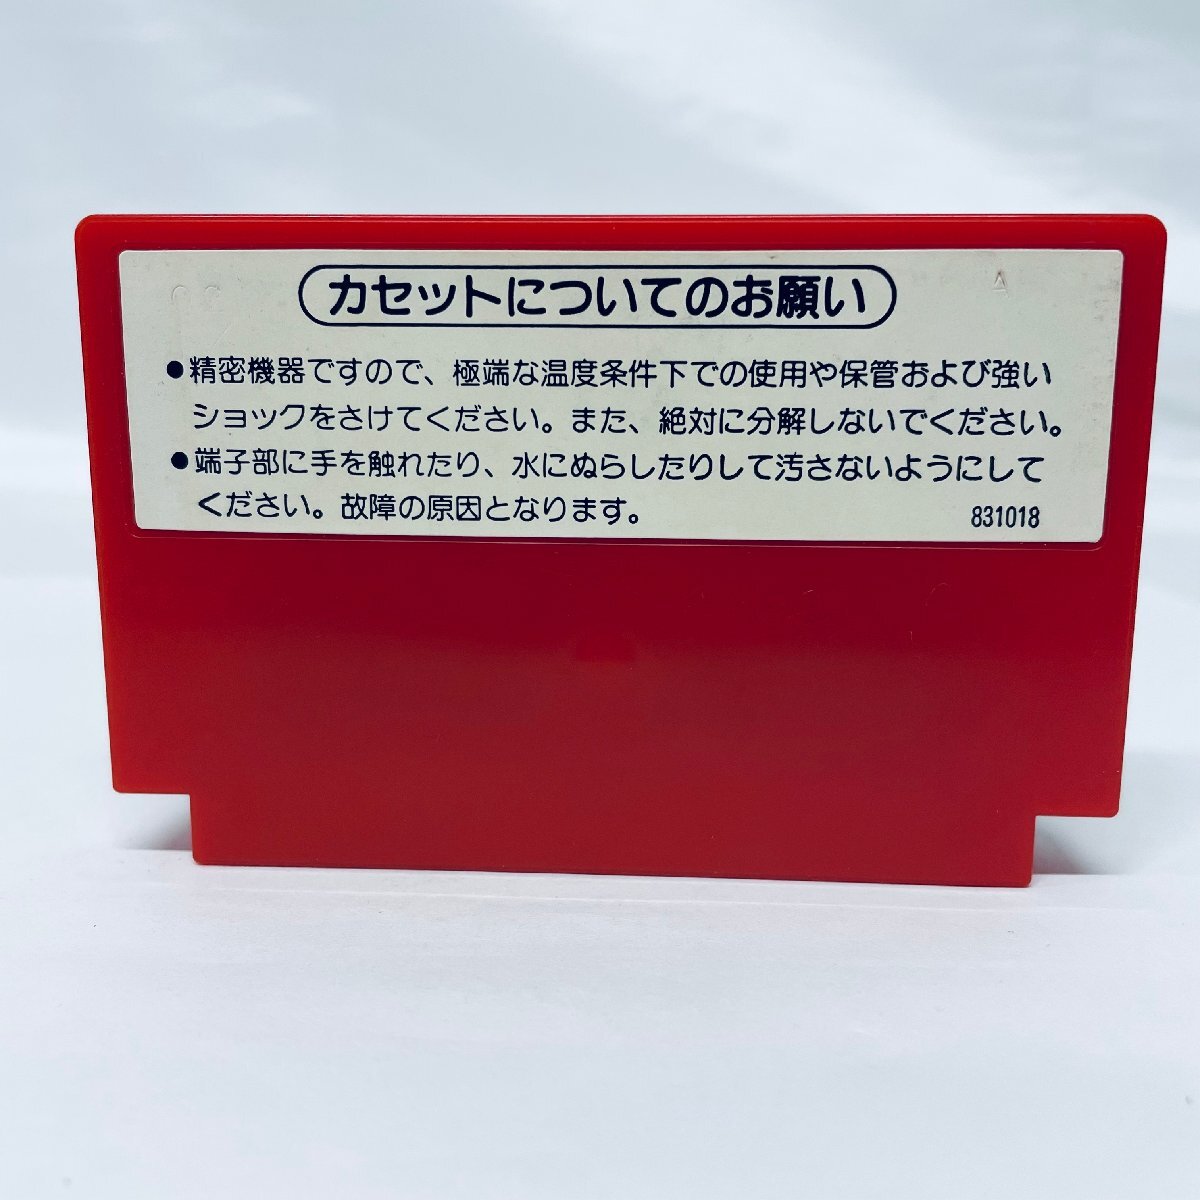 カセットについてのお願い
●精密機器ですので、極端な温度条件下での使用や保管および強い
ショックをさけてください。また、絶対に分解しないでください。
●端子部に手を触れたり、水にぬらしたりして汚さないようにして
ください。故障の原因となります。
831018